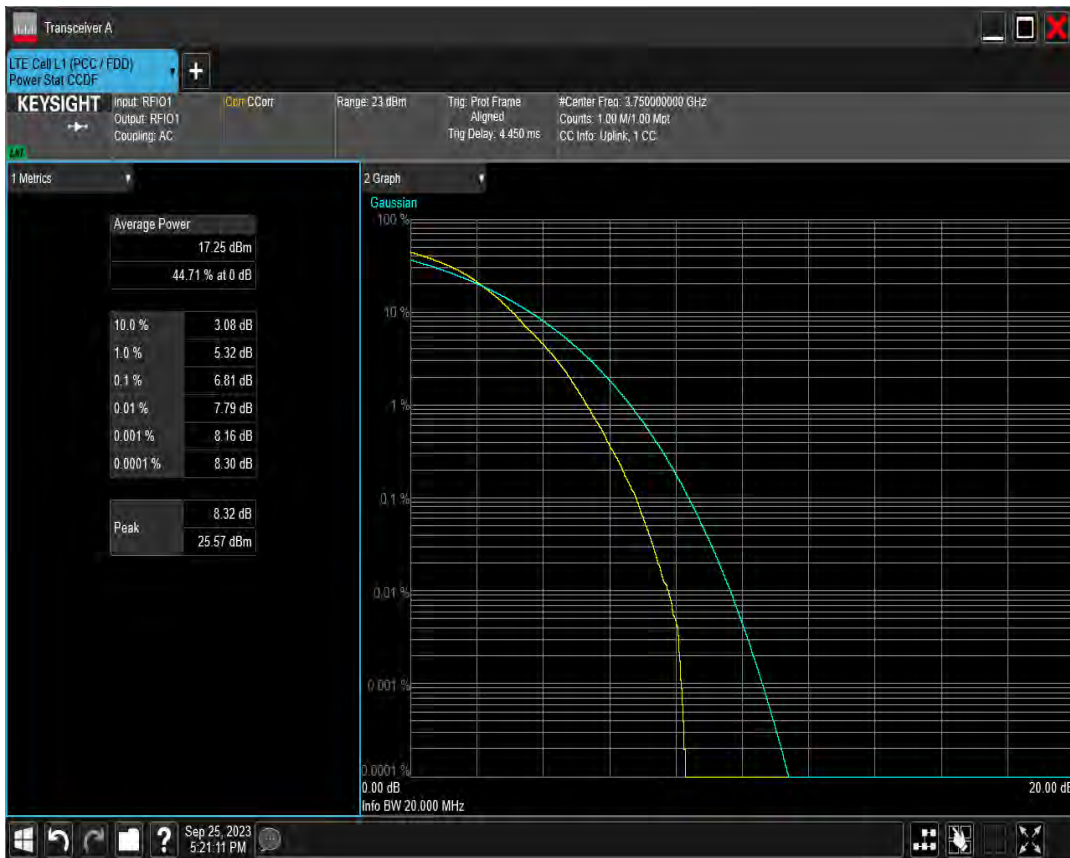 Transceiver A
LTE Cell L1 (PCC / FDD)
Power Stat CCDF
+
KEYSIGHT
Input: RFIO1
Output: RFIO1
Coupling: AC
Corr CCorr
Range: 23 dBm
Trig: Prot Frame
Aligned
Trig Delay: 4.450 ms
#Center Freq: 3.750000000 GHz
Counts: 1.00 M/1.00 Mpt
CC Info: Uplink, 1 CC
1 Metrics
Average Power
17.25 dBm
44.71 % at 0 dB
10.0 % 3.08 dB
1.0 % 5.32 dB
0.1 % 6.81 dB
0.01 % 7.79 dB
0.001 % 8.16 dB
0.0001 % 8.30 dB
Peak
8.32 dB
25.57 dBm
2 Graph
Gaussian
100 %
10 %
1 %
0.1 %
0.01 %
0.001 %
0.0001 %
0.00 dB 20.00 dB
Info BW 20.000 MHz
?
Sep 25, 2023
5:21:11 PM